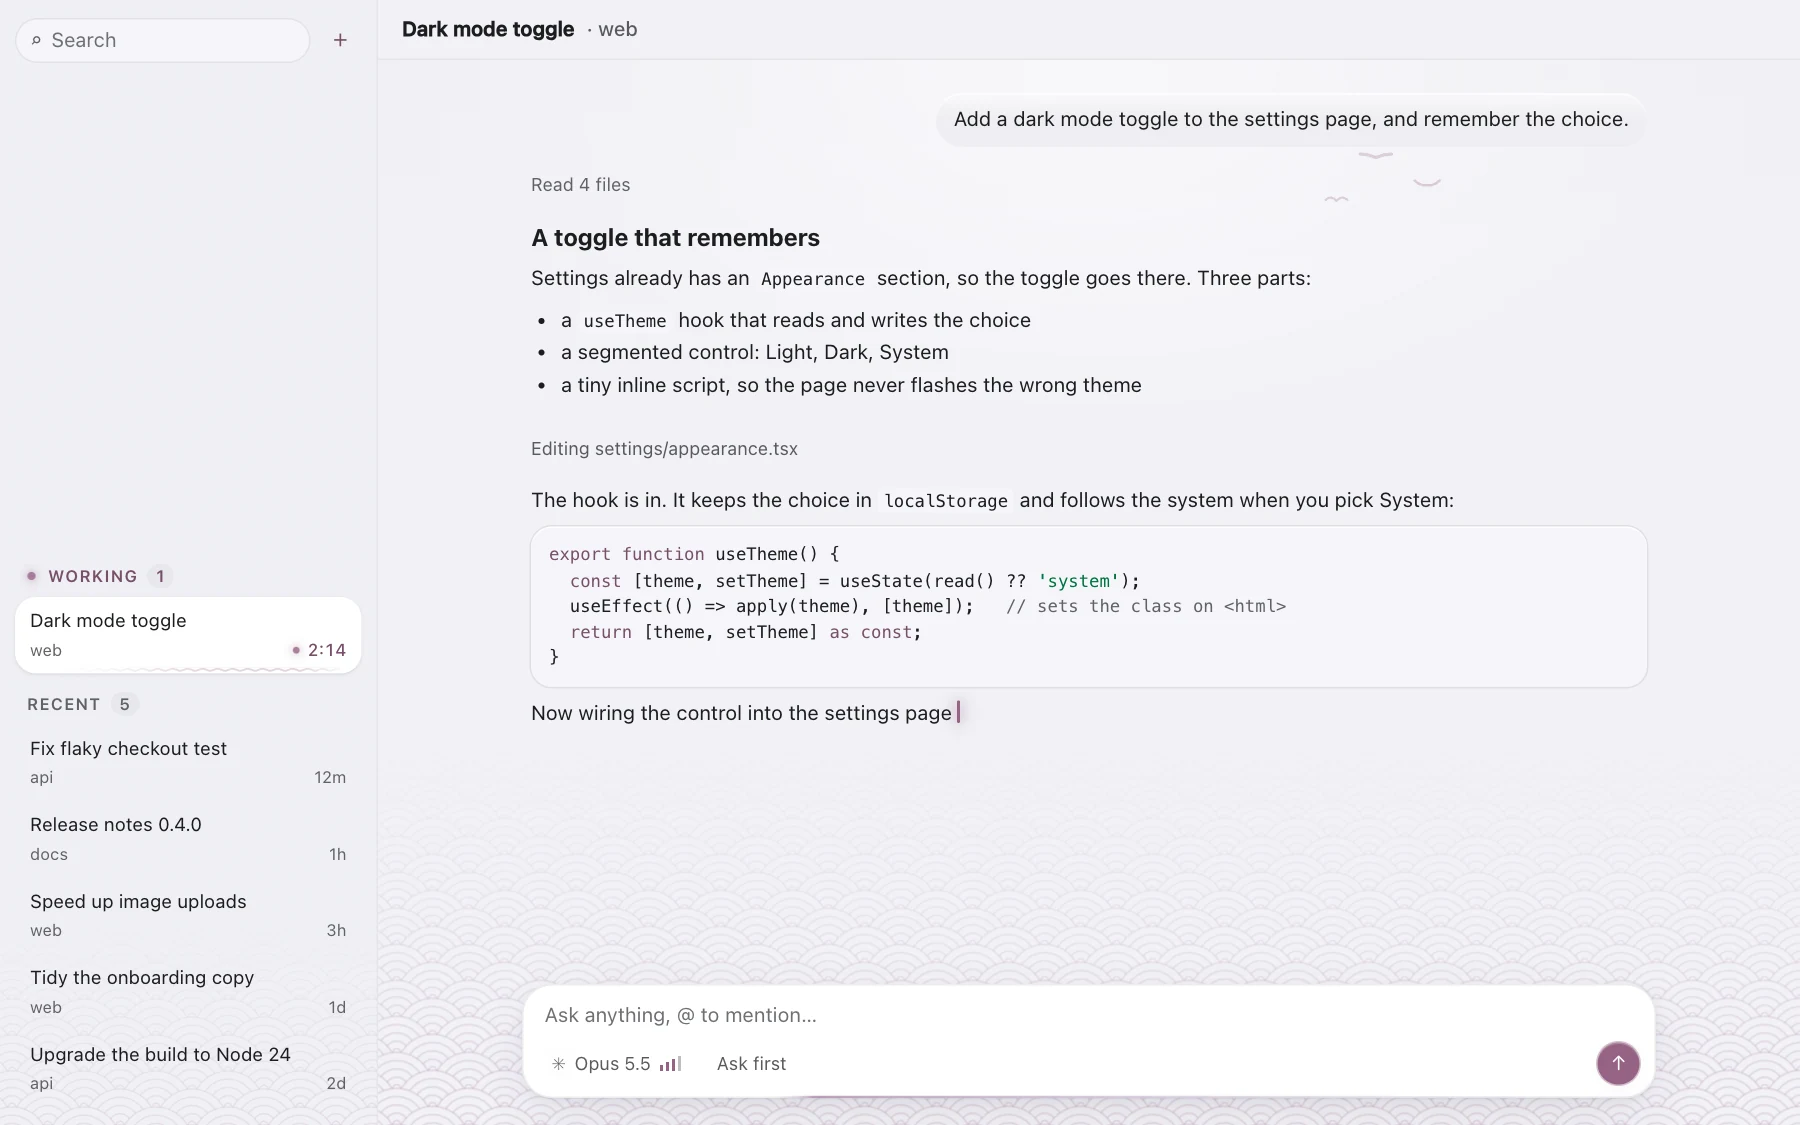 Search
+
Dark mode toggle · web
Add a dark mode toggle to the settings page, and remember the choice.
Read 4 files
A toggle that remembers
Settings already has an Appearance section, so the toggle goes there. Three parts:
• a useTheme hook that reads and writes the choice
• a segmented control: Light, Dark, System
• a tiny inline script, so the page never flashes the wrong theme
Editing settings/appearance.tsx
The hook is in. It keeps the choice in localStorage and follows the system when you pick System:
export function useTheme() {
  const [theme, setTheme] = useState(read() ?? 'system');
  useEffect(() => apply(theme), [theme]);   // sets the class on <html>
  return [theme, setTheme] as const;
}
Now wiring the control into the settings page
WORKING 1
Dark mode toggle
web 2:14
RECENT 5
Fix flaky checkout test
api 12m
Release notes 0.4.0
docs 1h
Speed up image uploads
web 3h
Tidy the onboarding copy
web 1d
Upgrade the build to Node 24
api 2d
Ask anything, @ to mention...
Opus 5.5 Ask first